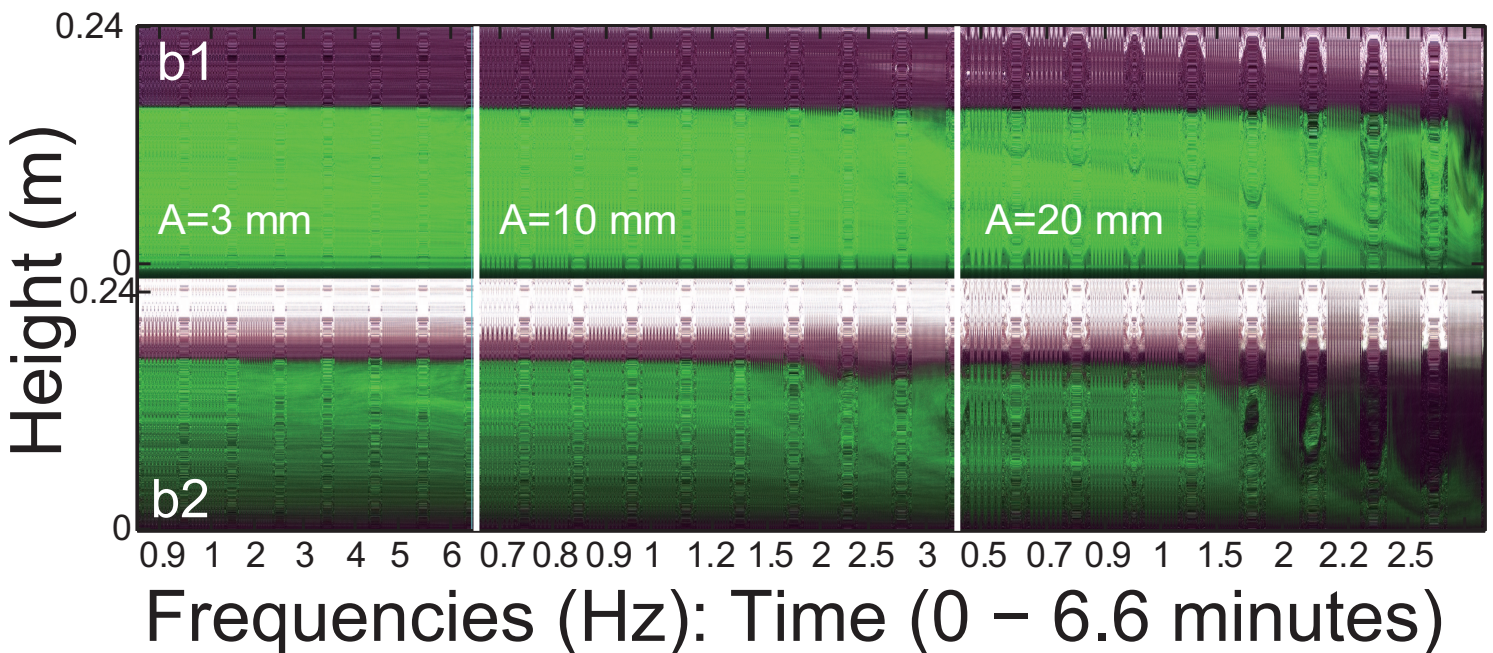 0.24
b1
A=3 mm
A=10 mm
A=20 mm
0
0.24
b2
0
Height (m)
0.9 1 2 3 4 5 6 0.7 0.8 0.9 1 1.2 1.5 2 2.5 3 0.5 0.7 0.9 1 1.5 2 2.2 2.5
Frequencies (Hz): Time (0 − 6.6 minutes)